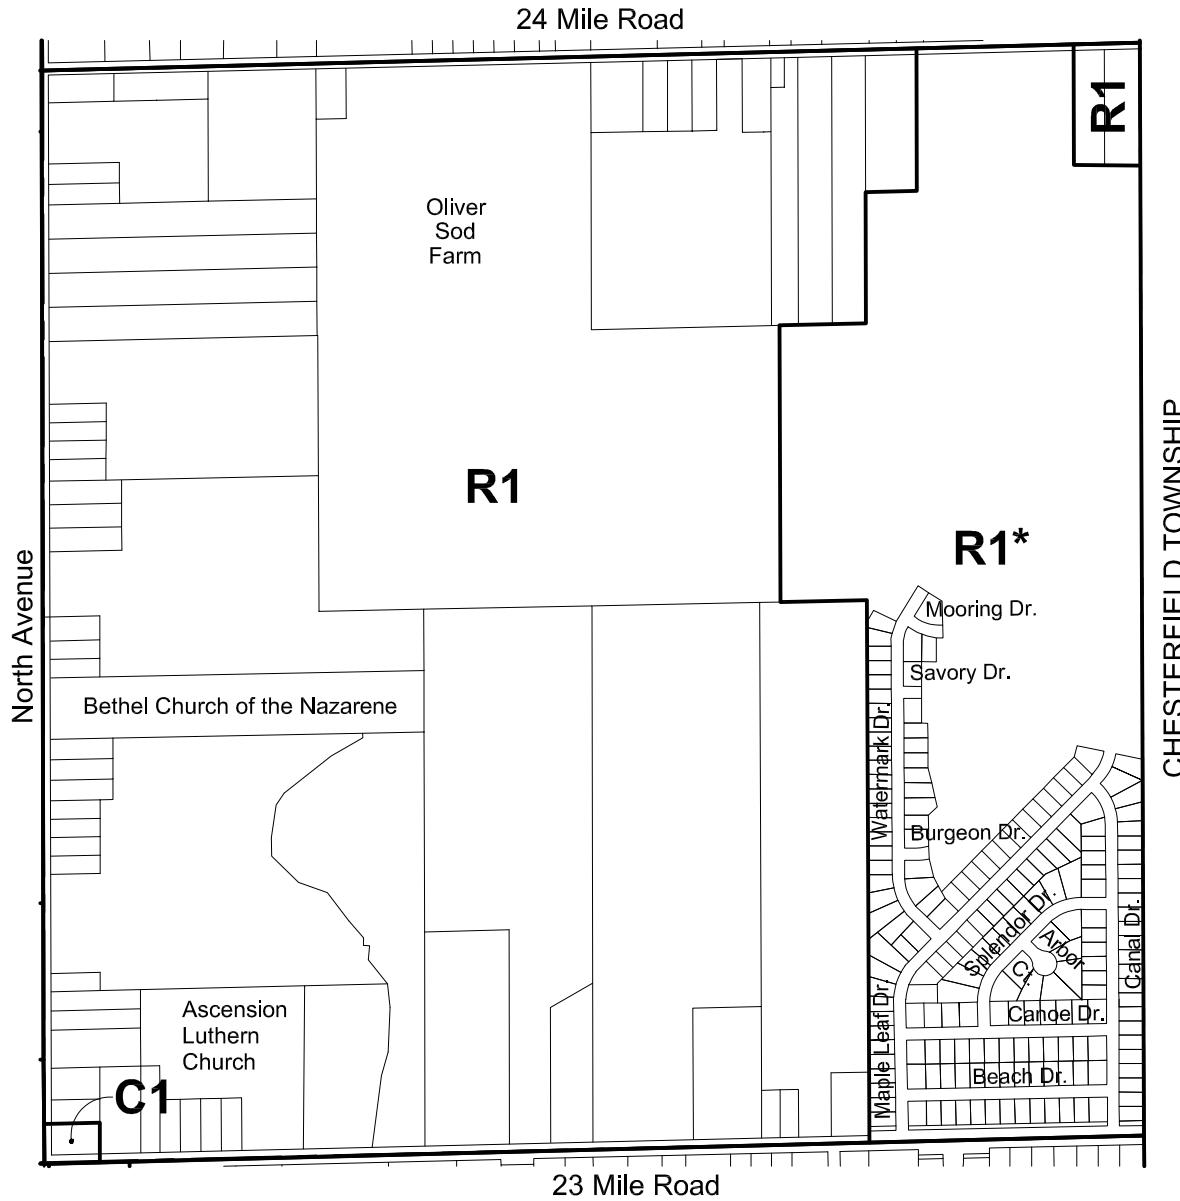 24 Mile Road
R1
Oliver
Sod
Farm
R1
R1*
CHESTERFIELD TOWNSHIP
North Avenue
Mooring Dr.
Savory Dr.
Bethel Church of the Nazarene
Watermark Dr.
Burgeon Dr.
Splendor Dr.
Arbor
Ct.
Canal Dr.
Ascension
Luthern
Church
Maple Leaf Dr.
Canoe Dr.
Beach Dr.
C1
23 Mile Road